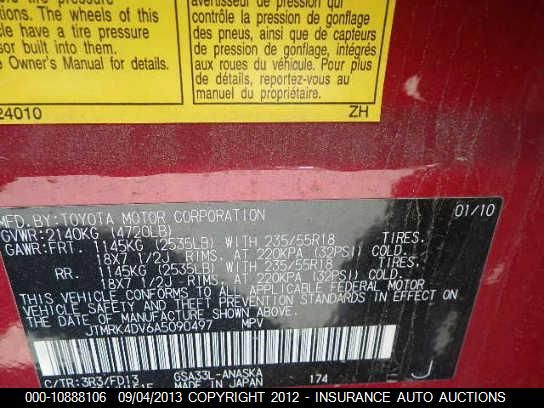 tire pressure
tion. The wheels of this
cle have a tire pressure
sor built into them.
e Owner's Manual for details.
avertisseur de pression qui
contrôle la pression de gonflage
des pneus, ainsi que de capteurs
de pression de gonflage, intégrés
aux roues du véhicule. Pour plus
de détails, reportez-vous au
manuel du propriétaire.
24010 ZH
MFD. BY: TOYOTA MOTOR CORPORATION 01/10
GVWR: 2140KG (4720LB)
GAWR: FRT. 1145KG (2535LB) WITH 235/55R18 TIRES.
18X7 1/2J RIMS, AT 220KPA (32PSI) COLD.
RR. 1145KG (2535LB) WITH 235/55R18 TIRES.
18X7 1/2J RIMS, AT 220KPA (32PSI) COLD.
THIS VEHICLE CONFORMS TO ALL APPLICABLE FEDERAL MOTOR
VEHICLE SAFETY STANDARDS IN EFFECT ON THE DATE OF
MANUFACTURE SHOWN ABOVE.
JTMRK4DV6A5090497 MPV
C/TR: 3R3/FD13 GSA33L-ANASKA 174 J
MADE IN JAPAN
000-10888106 09/04/2013 COPYRIGHT 2012 - INSURANCE AUTO AUCTIONS